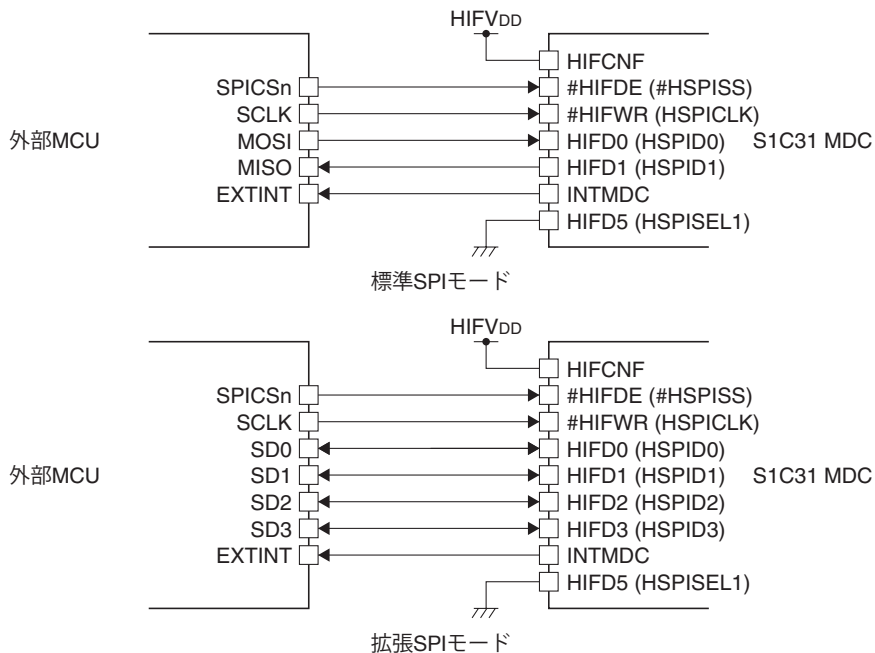 HIFVDD
HIFCNF
SPICSn #HIFDE (#HSPISS)
SCLK #HIFWR (HSPICLK)
外部MCU MOSI HIFD0 (HSPID0) S1C31 MDC
MISO HIFD1 (HSPID1)
EXTINT INTMDC
HIFD5 (HSPISEL1)
標準SPIモード
HIFVDD
HIFCNF
SPICSn #HIFDE (#HSPISS)
SCLK #HIFWR (HSPICLK)
SD0 HIFD0 (HSPID0)
外部MCU SD1 HIFD1 (HSPID1) S1C31 MDC
SD2 HIFD2 (HSPID2)
SD3 HIFD3 (HSPID3)
EXTINT INTMDC
HIFD5 (HSPISEL1)
拡張SPIモード